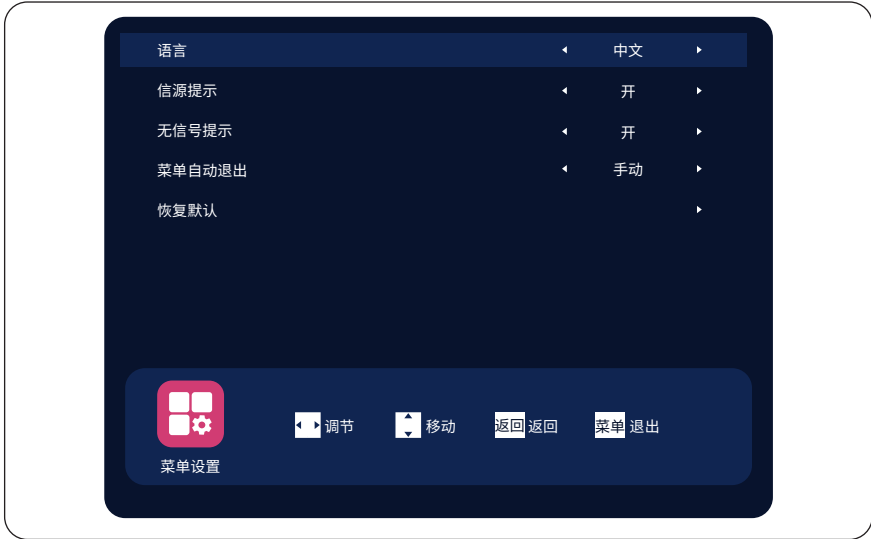 语言 中文
信源提示 开
无信号提示 开
菜单自动退出 手动
恢复默认
调节 移动 返回 返回 菜单 退出
菜单设置